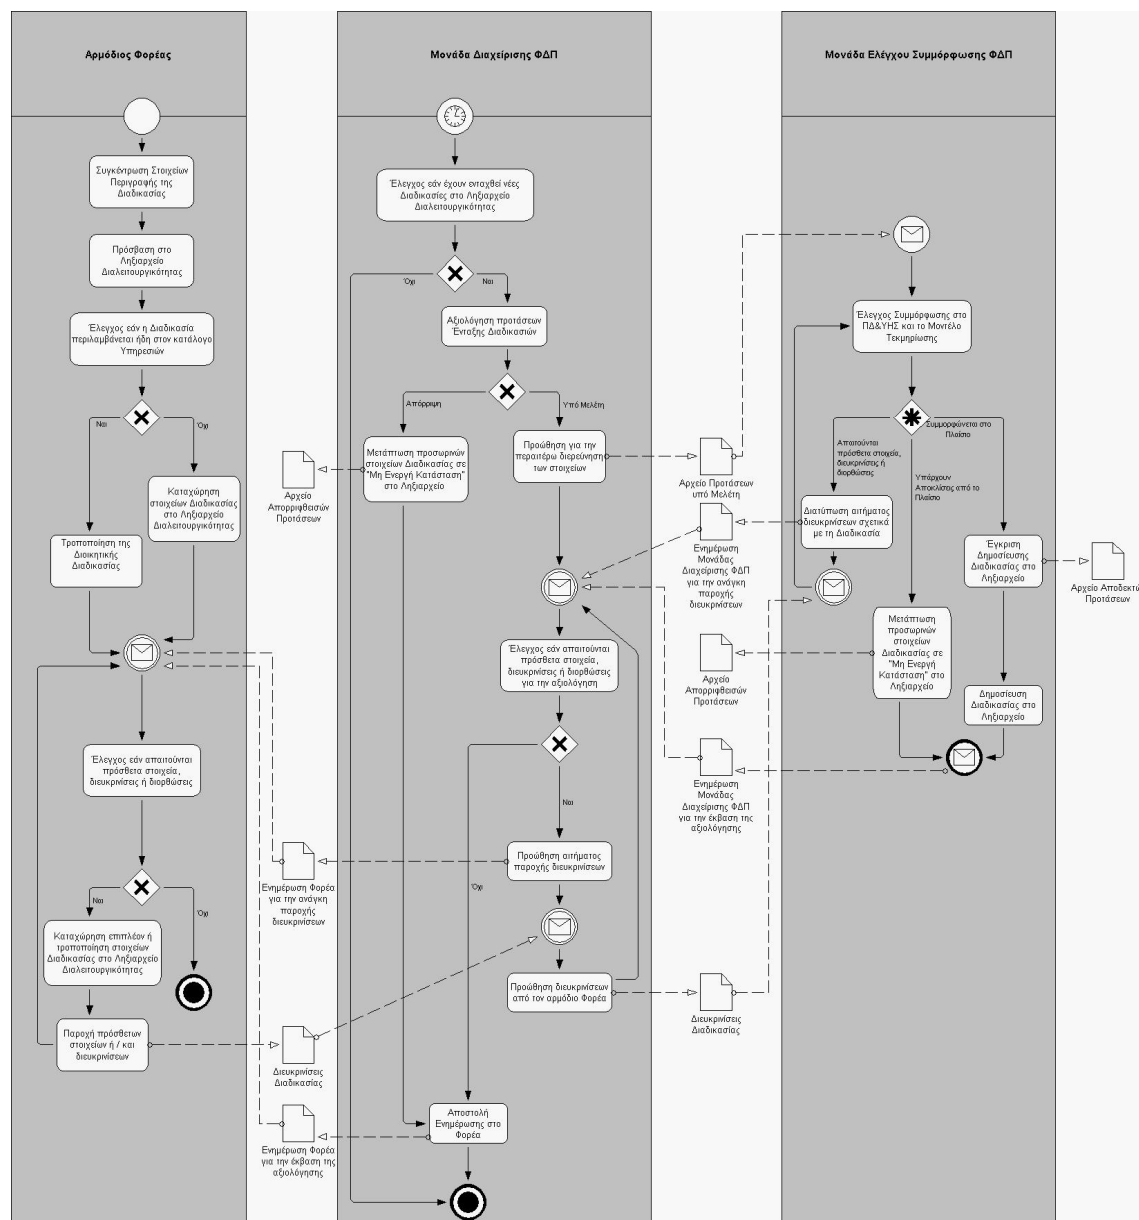 Αρμόδιος Φορέας
Συγκέντρωση Στοιχείων
Περιγραφής της
Διαδικασίας
Πρόσβαση στο
Ληξιαρχείο
Διαλειτουργικότητας
Έλεγχος εάν η Διαδικασία
περιλαμβάνεται ήδη στον κατάλογο
Υπηρεσιών
Ναι
Όχι
Καταχώρηση
στοιχείων Διαδικασίας
στο Ληξιαρχείο
Διαλειτουργικότητας
Τροποποίηση της
Διοικητικής
Διαδικασίας
Έλεγχος εάν απαιτούνται
πρόσθετα στοιχεία,
διευκρινίσεις ή διορθώσεις
Ναι
Όχι
Καταχώρηση επιπλέον ή
τροποποίηση στοιχείων
Διαδικασίας στο Ληξιαρχείο
Διαλειτουργικότητας
Παροχή πρόσθετων
στοιχείων ή / και
διευκρινίσεων
Αρχείο
Απορριφθεισών
Προτάσεων
Ενημέρωση Φορέα
για την ανάγκη
παροχής
διευκρινίσεων
Διευκρινίσεις
Διαδικασίας
Ενημέρωση Φορέα
για την έκβαση της
αξιολόγησης
Μονάδα Διαχείρισης ΦΔΠ
Έλεγχος εάν έχουν ενταχθεί νέες
Διαδικασίες στο Ληξιαρχείο
Διαλειτουργικότητας
Όχι
Ναι
Αξιολόγηση προτάσεων
Ένταξης Διαδικασιών
Απόρριψη
Υπό Μελέτη
Μετάπτωση προσωρινών
στοιχείων Διαδικασίας σε
"Μη Ενεργή Κατάσταση"
στο Ληξιαρχείο
Προώθηση για την
περαιτέρω διερεύνηση
των στοιχείων
Έλεγχος εάν απαιτούνται
πρόσθετα στοιχεία,
διευκρινίσεις ή διορθώσεις
για την αξιολόγηση
Ναι
Όχι
Προώθηση αιτήματος
παροχής διευκρινίσεων
Προώθηση διευκρινίσεων
από τον αρμόδιο Φορέα
Αποστολή
Ενημέρωσης στο
Φορέα
Αρχείο Προτάσεων
υπό Μελέτη
Ενημέρωση
Μονάδας
Διαχείρισης ΦΔΠ
για την ανάγκη
παροχής
διευκρινίσεων
Αρχείο
Απορριφθεισών
Προτάσεων
Ενημέρωση
Μονάδας
Διαχείρισης ΦΔΠ
για την έκβαση της
αξιολόγησης
Διευκρινίσεις
Διαδικασίας
Μονάδα Ελέγχου Συμμόρφωσης ΦΔΠ
Έλεγχος Συμμόρφωσης στο
ΠΔ&ΥΗΣ και το Μοντέλο
Τεκμηρίωσης
Συμμορφώνεται στο
Πλαίσιο
Απαιτούνται
πρόσθετα στοιχεία,
διευκρινίσεις ή
διορθώσεις
Υπάρχουν
Αποκλίσεις από το
Πλαίσιο
Διατύπωση αιτήματος
διευκρινίσεων σχετικά
με τη Διαδικασία
Έγκριση
Δημοσίευσης
Διαδικασίας στο
Ληξιαρχείο
Μετάπτωση
προσωρινών
στοιχείων
Διαδικασίας σε
"Μη Ενεργή
Κατάσταση" στο
Ληξιαρχείο
Δημοσίευση
Διαδικασίας στο
Ληξιαρχείο
Αρχείο Αποδεκτώ
Προτάσεων